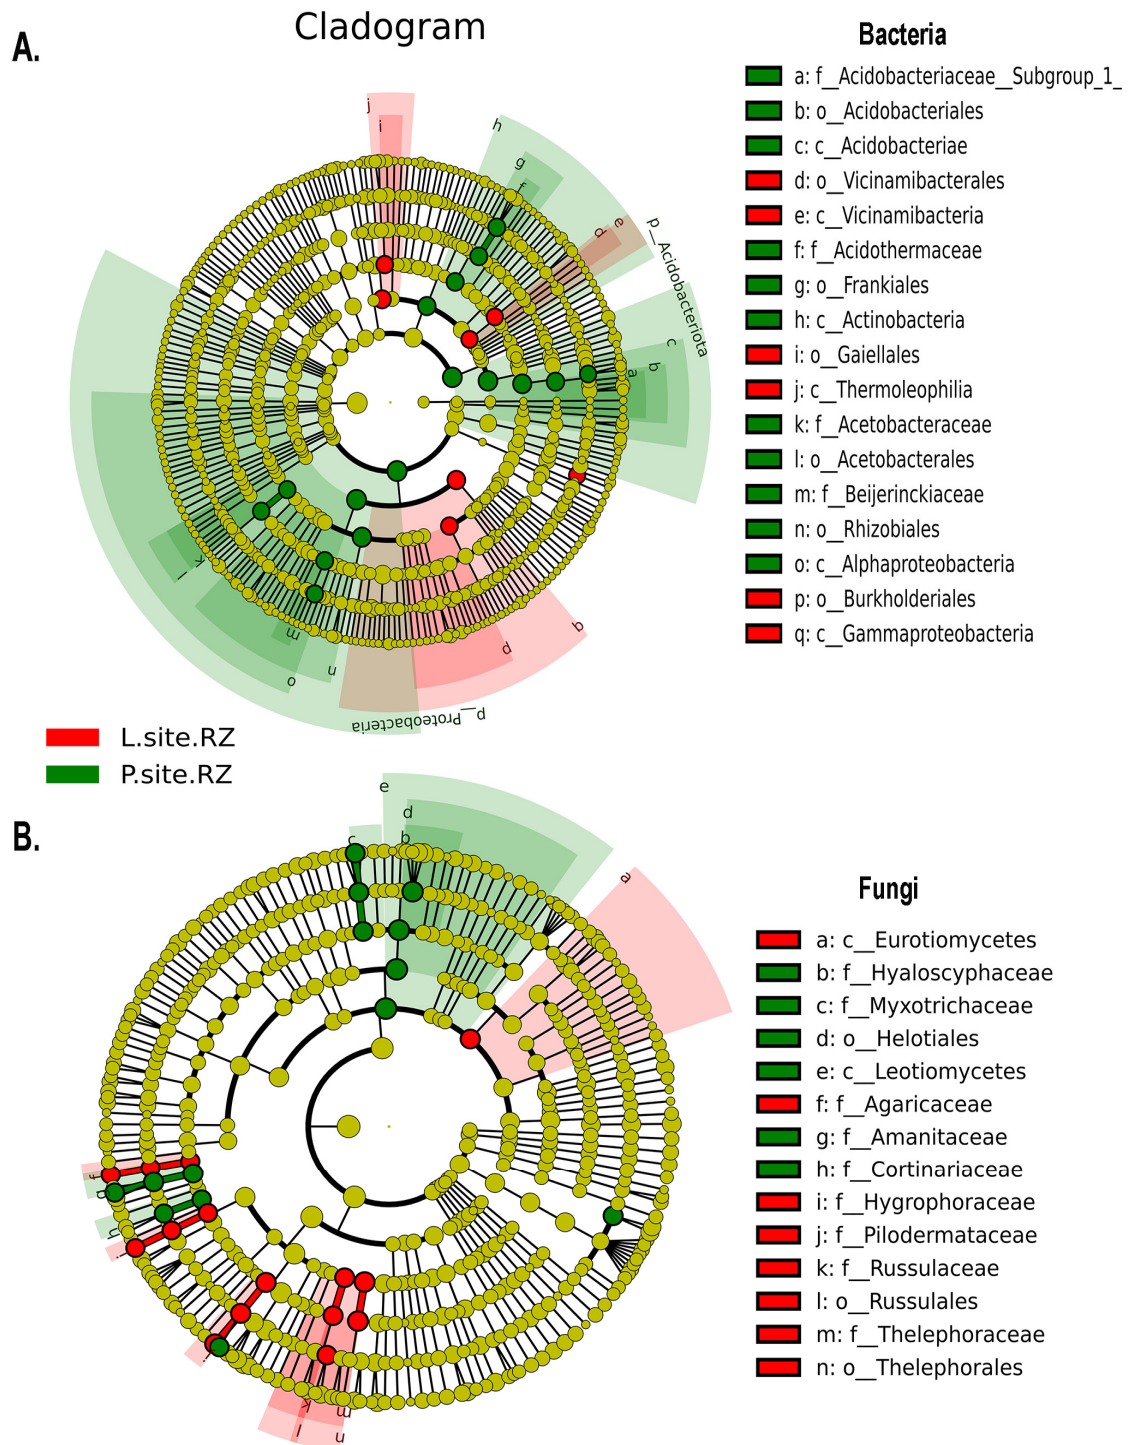 Cladogram
A.
Bacteria
a: f__Acidobacteriaceae__Subgroup_1_
b: o__Acidobacteriales
c: c__Acidobacteriae
d: o__Vicinamibacterales
e: c__Vicinamibacteria
f: f__Acidothermaceae
g: o__Frankiales
h: c__Actinobacteria
i: o__Gaiellales
j: c__Thermoleophilia
k: f__Acetobacteraceae
l: o__Acetobacterales
m: f__Beijerinckiaceae
n: o__Rhizobiales
o: c__Alphaproteobacteria
p: o__Burkholderiales
q: c__Gammaproteobacteria
j
i
h
g
f
e
d
p__Acidobacteriota
c
b
a
l
k
m
n
o
p
q
p__Proteobacteria
L.site.RZ
P.site.RZ
B.
Fungi
a: c__Eurotiomycetes
b: f__Hyaloscyphaceae
c: f__Myxotrichaceae
d: o__Helotiales
e: c__Leotiomycetes
f: f__Agaricaceae
g: f__Amanitaceae
h: f__Cortinariaceae
i: f__Hygrophoraceae
j: f__Pilodermataceae
k: f__Russulaceae
l: o__Russulales
m: f__Thelephoraceae
n: o__Thelephorales
e
d
c
b
a
f
g
h
i
j
k
l
m
n